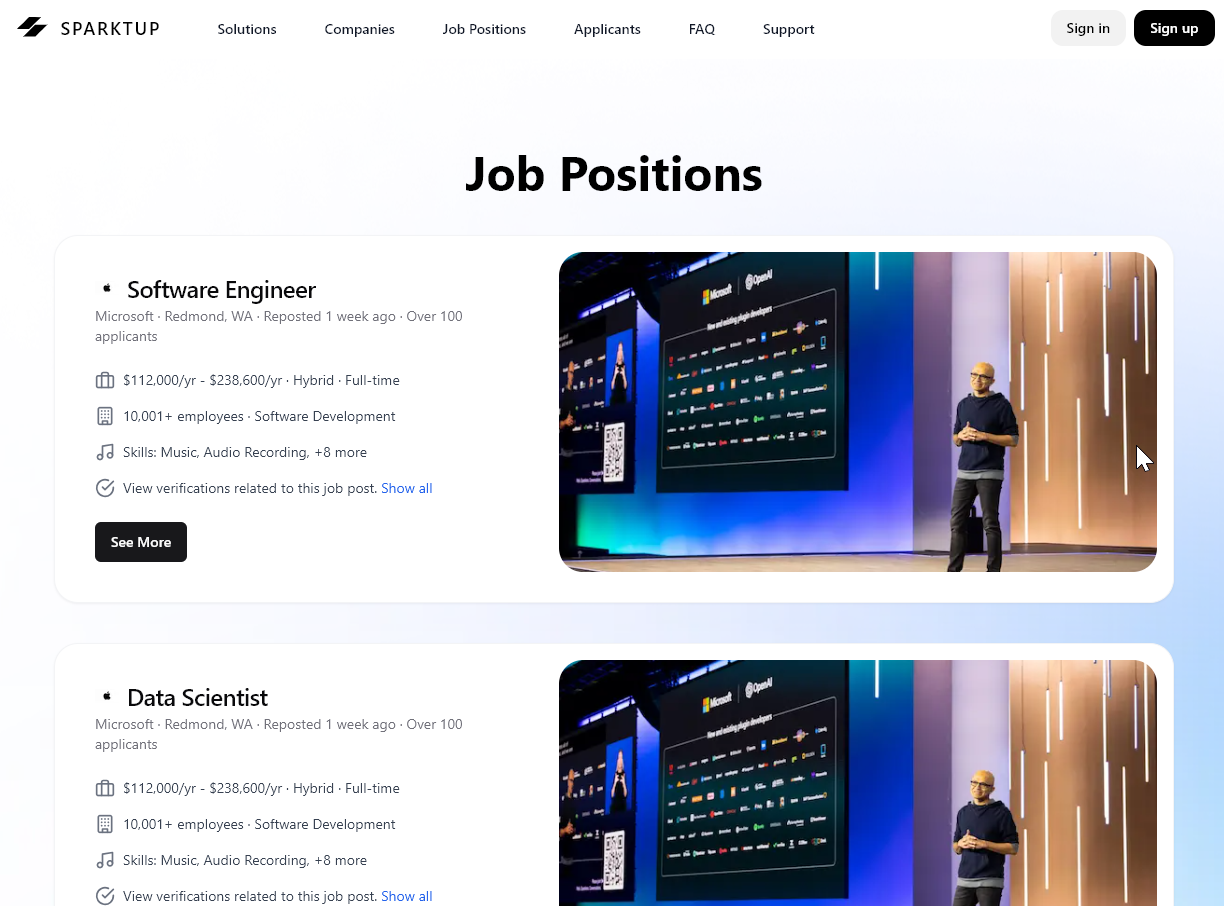 SPARKTUP
Solutions
Companies
Job Positions
Applicants
FAQ
Support
Sign in
Sign up
Job Positions
Software Engineer
Microsoft · Redmond, WA · Reposted 1 week ago · Over 100
applicants
$112,000/yr - $238,600/yr · Hybrid · Full-time
10,001+ employees · Software Development
Skills: Music, Audio Recording, +8 more
View verifications related to this job post. Show all
See More
Microsoft | OpenAI
New and existing plugin developers
Data Scientist
Microsoft · Redmond, WA · Reposted 1 week ago · Over 100
applicants
$112,000/yr - $238,600/yr · Hybrid · Full-time
10,001+ employees · Software Development
Skills: Music, Audio Recording, +8 more
View verifications related to this job post. Show all
Microsoft | OpenAI
New and existing plugin developers